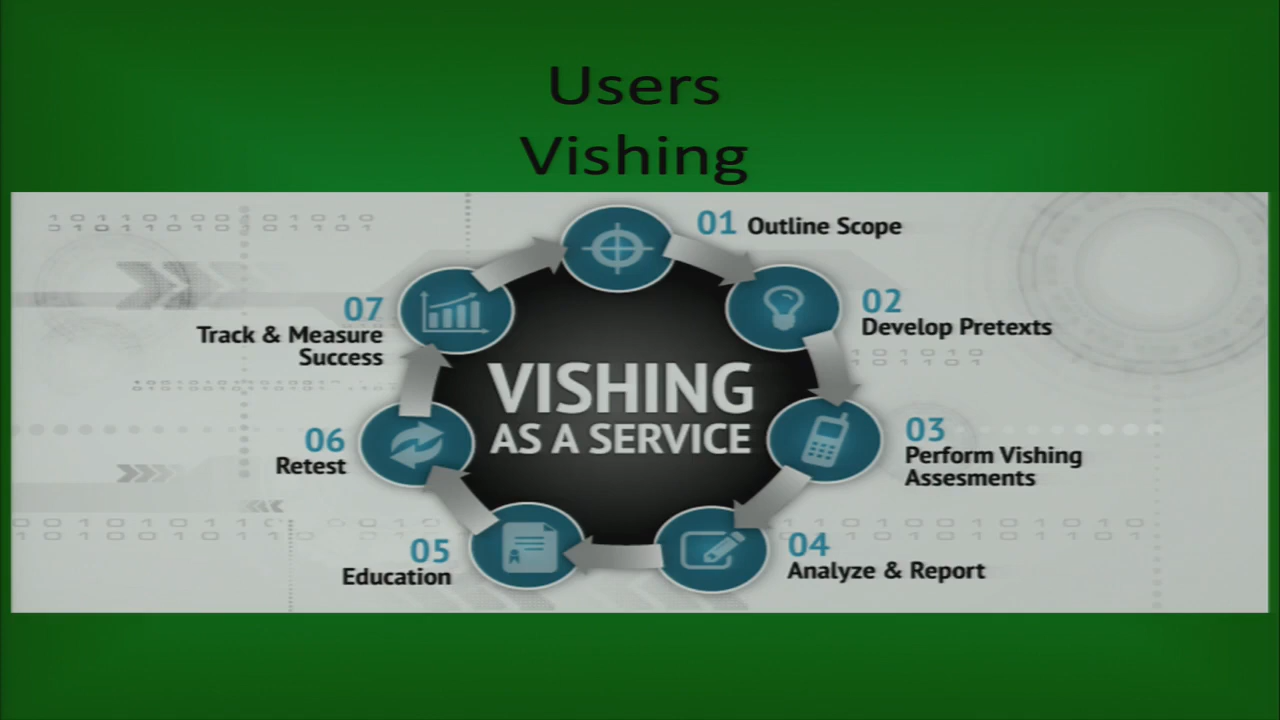 Users
Vishing
01 Outline Scope
02
Develop Pretexts
03
Perform Vishing
Assesments
04
Analyze & Report
05
Education
06
Retest
07
Track & Measure
Success
VISHING
AS A SERVICE